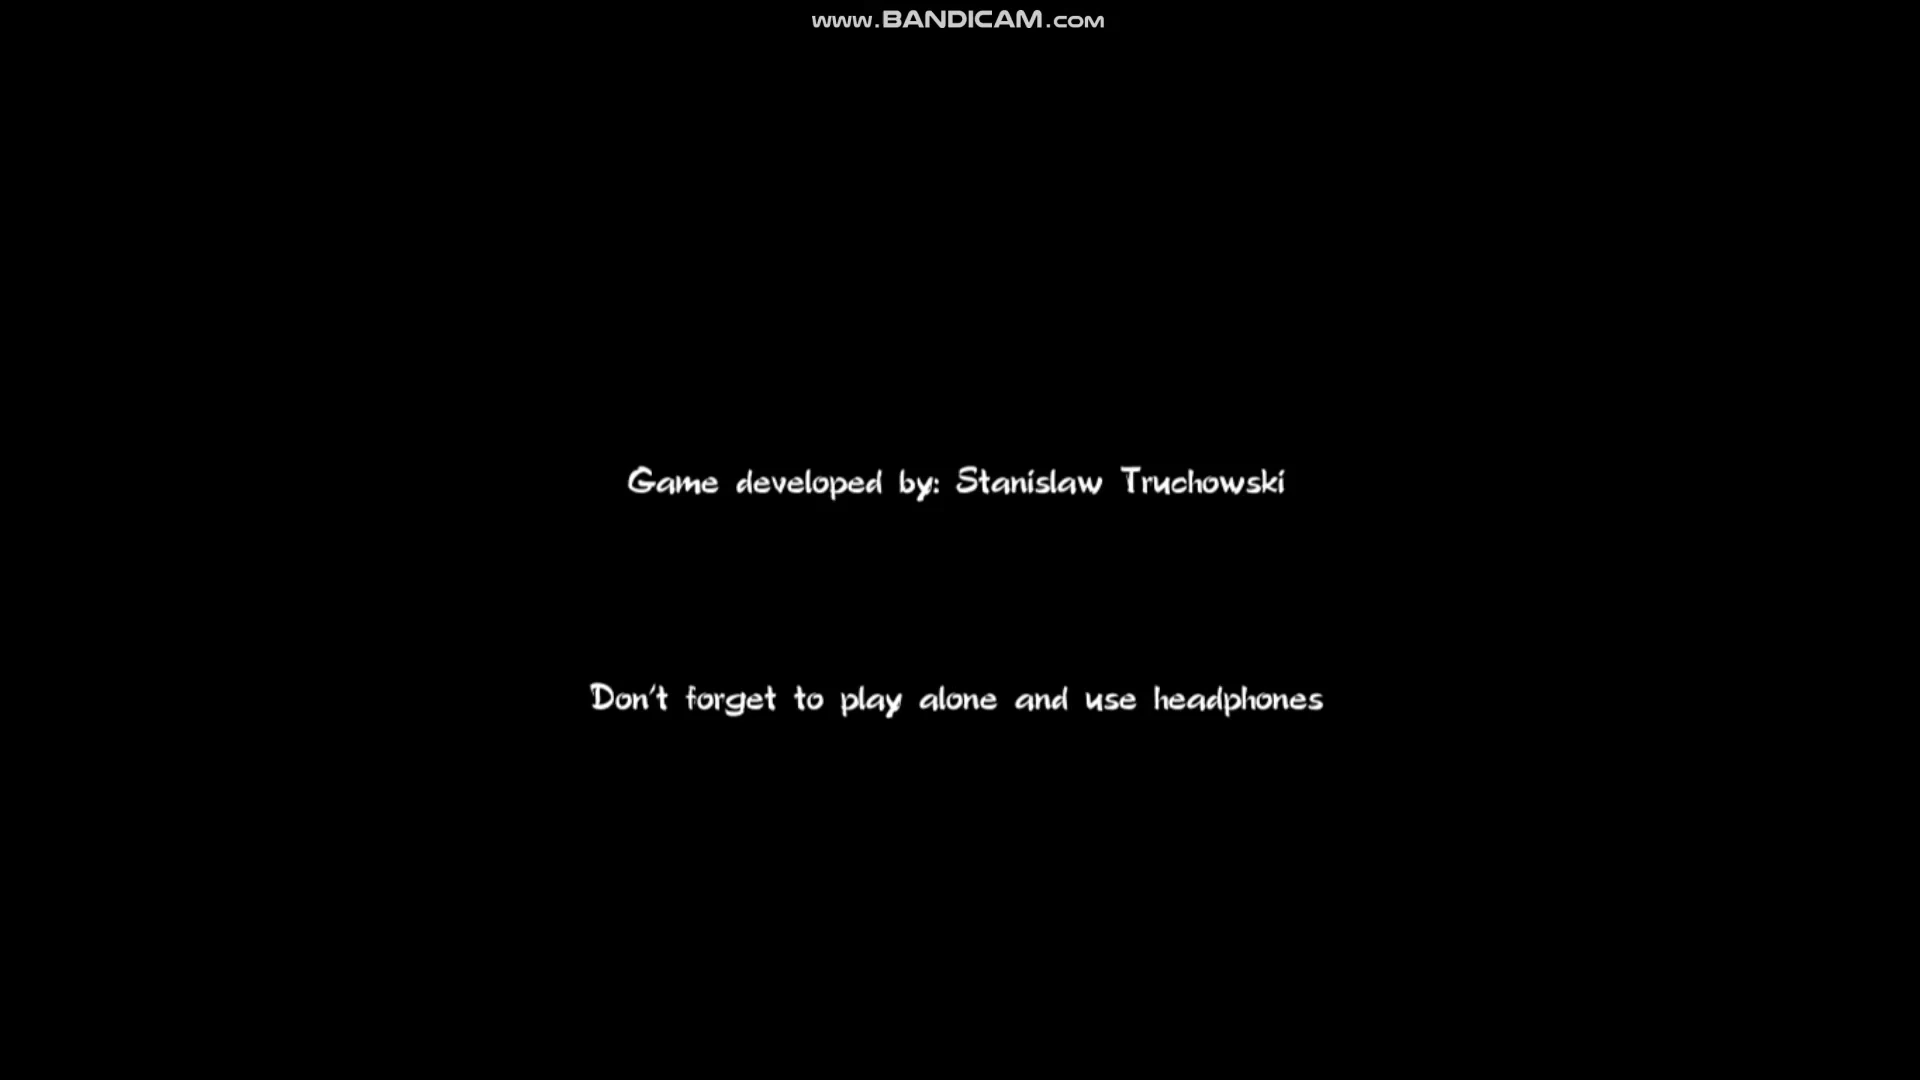 www.BANDICAM.com
Game developed by: Stanislaw Truchowski
Don't forget to play alone and use headphones